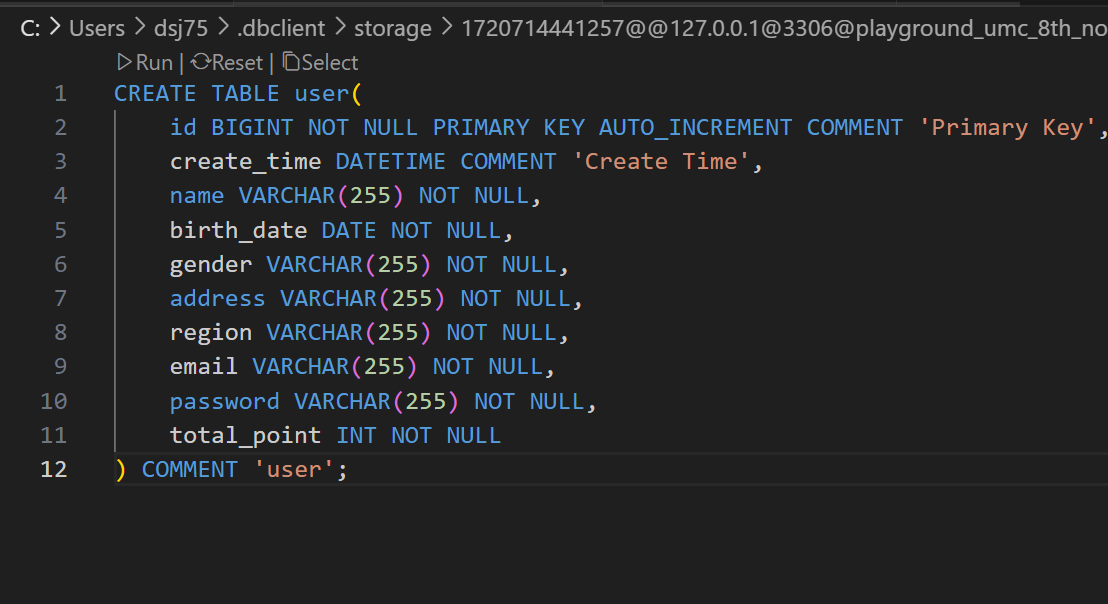 C: > Users > dsj75 > .dbclient > storage > 1720714441257@@127.0.0.1@3306@playground_umc_8th_no
Run | Reset | Select
1 CREATE TABLE user(
2 id BIGINT NOT NULL PRIMARY KEY AUTO_INCREMENT COMMENT 'Primary Key',
3 create_time DATETIME COMMENT 'Create Time',
4 name VARCHAR(255) NOT NULL,
5 birth_date DATE NOT NULL,
6 gender VARCHAR(255) NOT NULL,
7 address VARCHAR(255) NOT NULL,
8 region VARCHAR(255) NOT NULL,
9 email VARCHAR(255) NOT NULL,
10 password VARCHAR(255) NOT NULL,
11 total_point INT NOT NULL
12 ) COMMENT 'user';